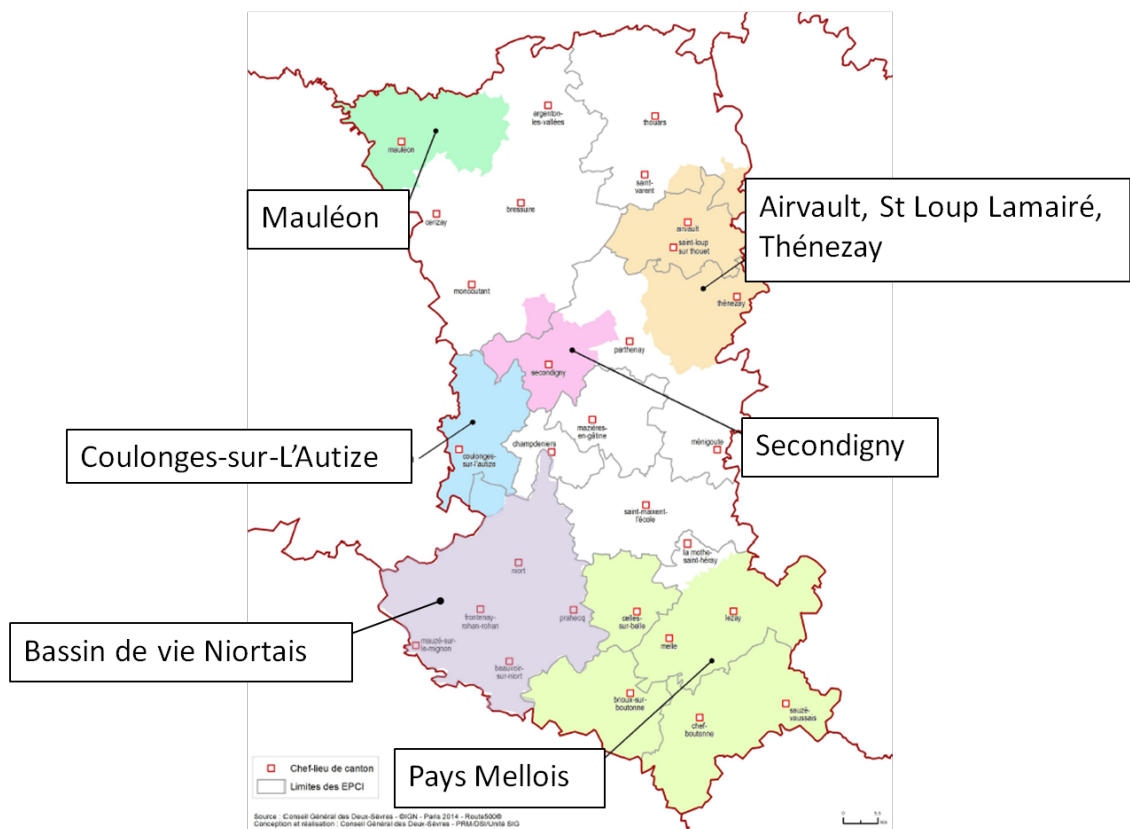 argenton-
les-vallées
thouars
mauléon
saint-
varent
Mauléon
cerizay
bressuire
airvault
saint-loup
sur thouet
Airvault, St Loup Lamairé,
Thénezay
moncoutant
thénezay
parthenay
secondigny
Secondigny
mazières-
en-gâtine
champdeniers
ménigoute
Coulonges-sur-L'Autize
coulonges-
sur-l'autize
saint-maixent-
l'école
la mothe-
saint-héray
niort
frontenay-
rohan-rohan
prahecq
celles-
sur-belle
lezay
melle
mauzé-sur-
le-mignon
beauvoir-
sur-niort
Bassin de vie Niortais
brioux-sur-
boutonne
chef-
boutonne
sauzé-
vaussais
Pays Mellois
Chef-lieu de canton
Limites des EPCI
Source : Conseil Général des Deux-Sèvres - ©IGN - Paris 2014 - Route500®
Conception et réalisation : Conseil Général des Deux-Sèvres - PRM/DSI/Unité SIG